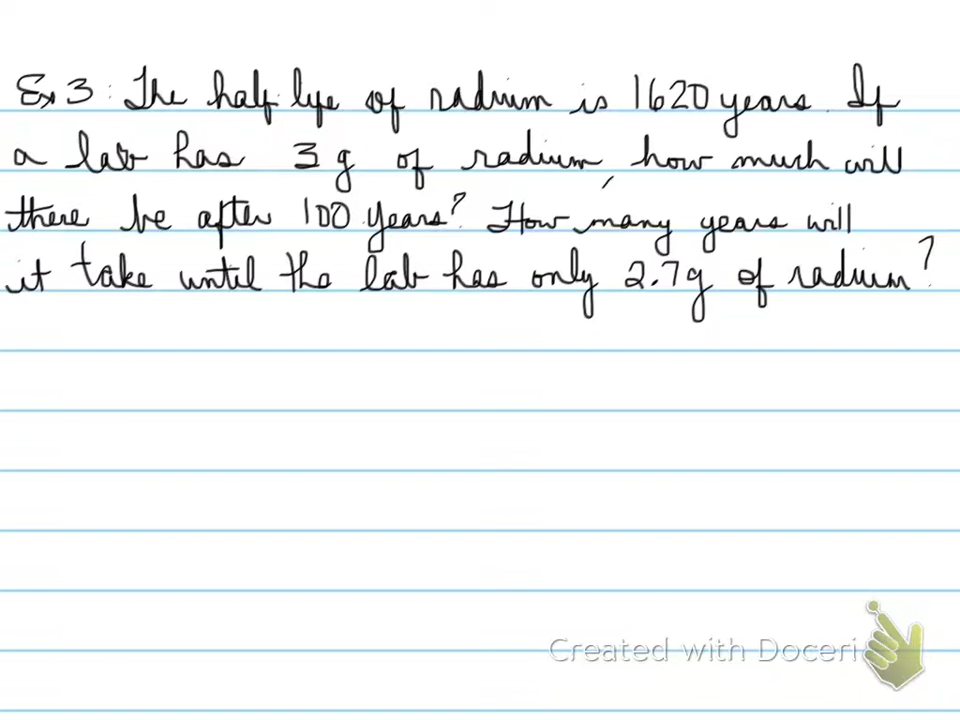 Ex 3: The half life of radium is 1620 years. If
a lab has 3 g of radium, how much will
there be after 100 years? How many years will
it take until the lab has only 2.7g of radium?
Created with Doceri